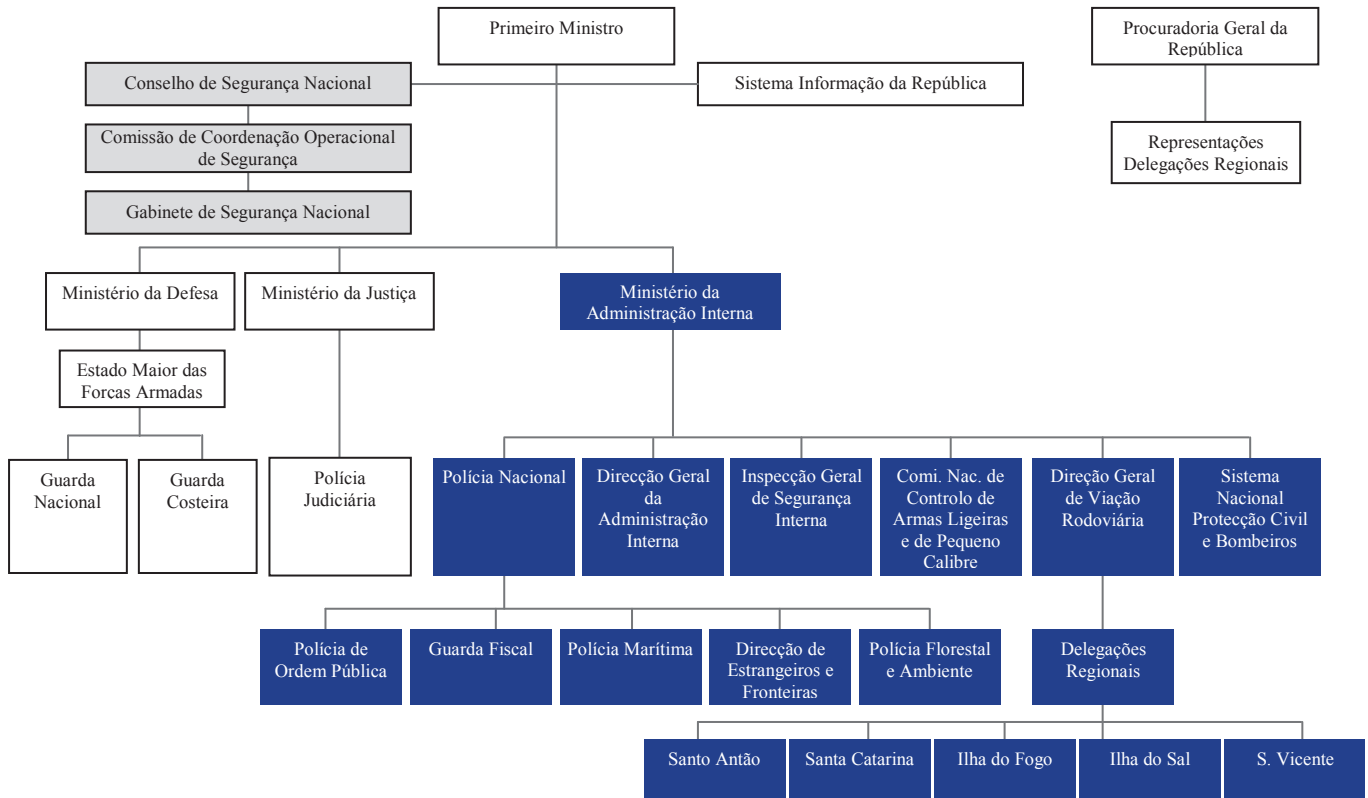 Primeiro Ministro
Procuradoria Geral da
República
Conselho de Segurança Nacional
Sistema Informação da República
Comissão de Coordenação Operacional
de Segurança
Representações
Delegações Regionais
Gabinete de Segurança Nacional
Ministério da Defesa
Ministério da Justiça
Ministério da
Administração Interna
Estado Maior das
Forcas Armadas
Guarda
Nacional
Guarda
Costeira
Polícia
Judiciária
Polícia Nacional
Direcção Geral
da
Administração
Interna
Inspecção Geral
de Segurança
Interna
Comi. Nac. de
Controlo de
Armas Ligeiras
e de Pequeno
Calibre
Direção Geral
de Viação
Rodoviária
Sistema
Nacional
Protecção Civil
e Bombeiros
Polícia de
Ordem Pública
Guarda Fiscal
Polícia Marítima
Direcção de
Estrangeiros e
Fronteiras
Polícia Florestal
e Ambiente
Delegações
Regionais
Santo Antão
Santa Catarina
Ilha do Fogo
Ilha do Sal
S. Vicente